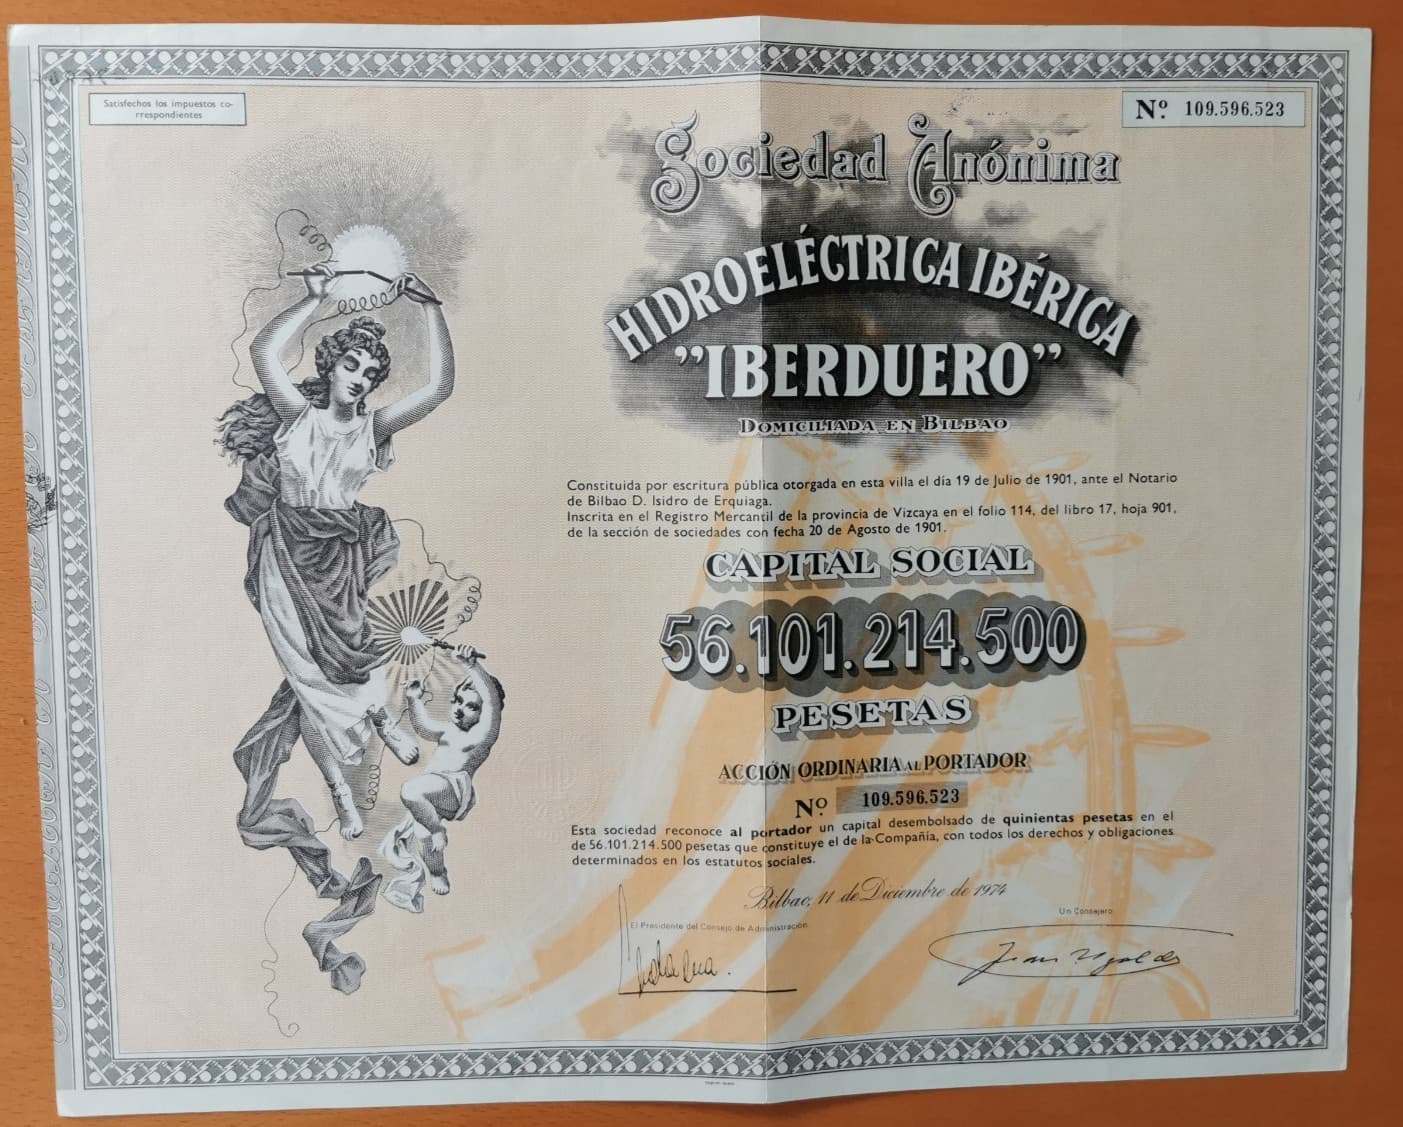 Satisfechos los impuestos co-
rrespondientes
Nº. 109.596.523
Sociedad Anónima
HIDROELÉCTRICA IBÉRICA
"IBERDUERO"
DOMICILIADA EN BILBAO
Constituida por escritura pública otorgada en esta villa el día 19 de Julio de 1901, ante el Notario
de Bilbao D. Isidro de Erquiaga.
Inscrita en el Registro Mercantil de la provincia de Vizcaya en el folio 114, del libro 17, hoja 901,
de la sección de sociedades con fecha 20 de Agosto de 1901.
CAPITAL SOCIAL
56.101.214.500
PESETAS
ACCIÓN ORDINARIA AL PORTADOR
Nº. 109.596.523
Esta sociedad reconoce al portador un capital desembolsado de quinientas pesetas en el
de 56.101.214.500 pesetas que constituye el de la Compañía, con todos los derechos y obligaciones
determinados en los estatutos sociales.
Bilbao, 11 de Diciembre de 1974
El Presidente del Consejo de Administración
Un Consejero